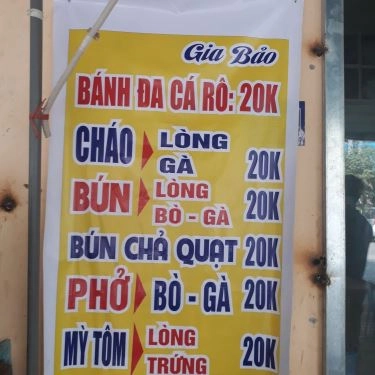 Gia Bảo
BÁNH ĐA CÁ RÔ: 20K
CHÁO LÒNG
GÀ 20K
BÚN LÒNG
BÒ - GÀ 20K
BÚN CHẢ QUẠT 20K
PHỞ BÒ - GÀ 20K
MỲ TÔM LÒNG
TRỨNG 20K